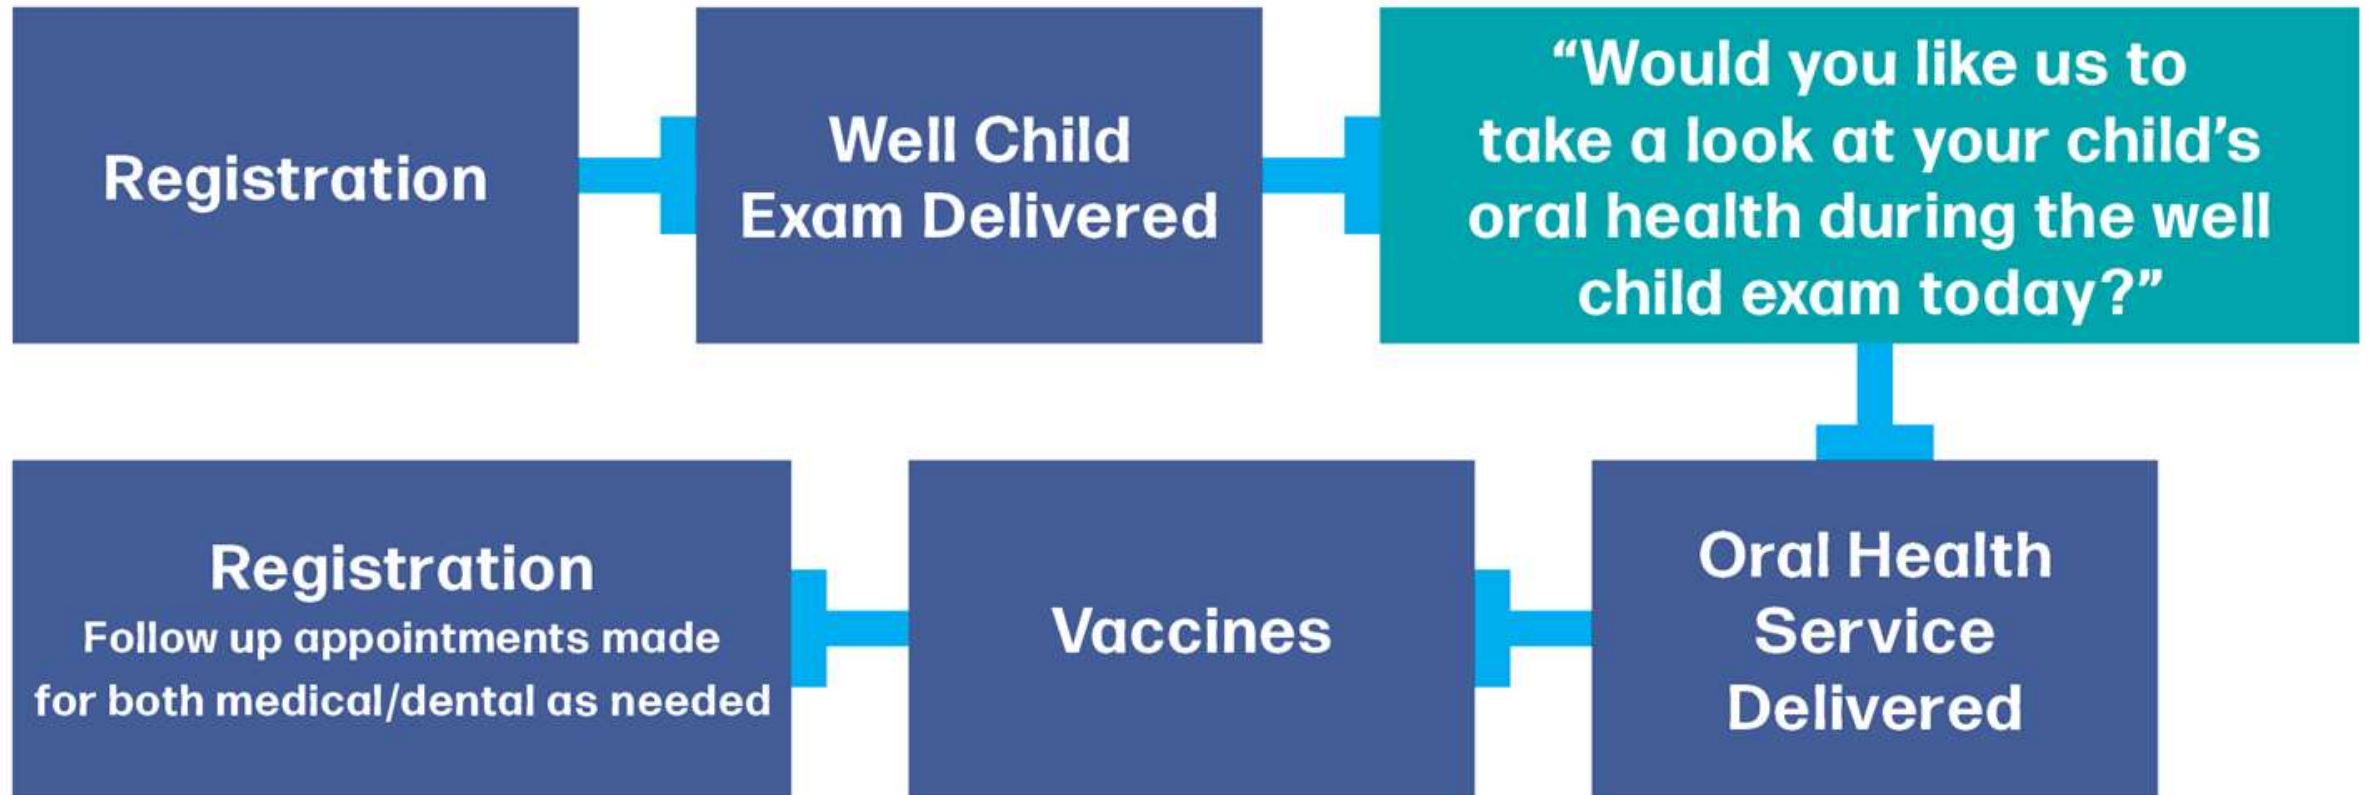 Registration
Well Child
Exam Delivered
“Would you like us to
take a look at your child’s
oral health during the well
child exam today?”
Oral Health
Service
Delivered
Vaccines
Registration
Follow up appointments made
for both medical/dental as needed